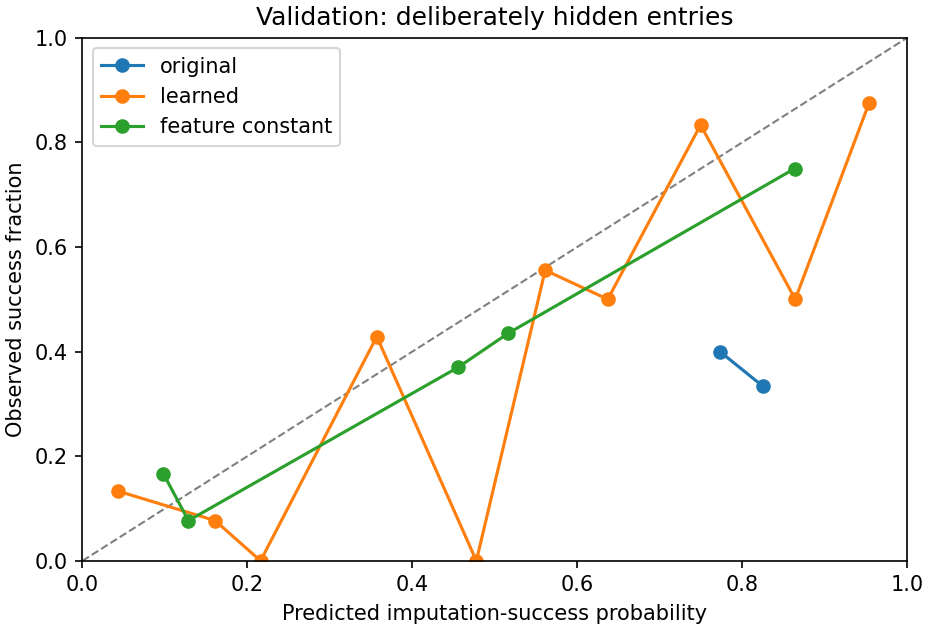 Validation: deliberately hidden entries
original
learned
feature constant
Observed success fraction
1.0
0.8
0.6
0.4
0.2
0.0
0.0 0.2 0.4 0.6 0.8 1.0
Predicted imputation-success probability